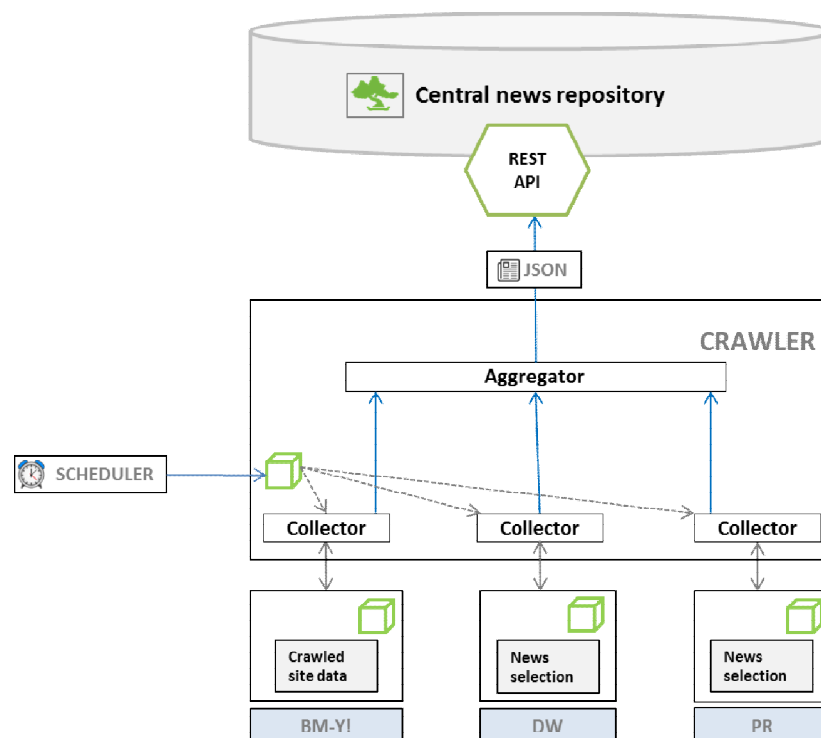 Central news repository
REST
API
JSON
CRAWLER
Aggregator
SCHEDULER
Collector
Collector
Collector
Crawled
site data
News
selection
News
selection
BM-Y!
DW
PR